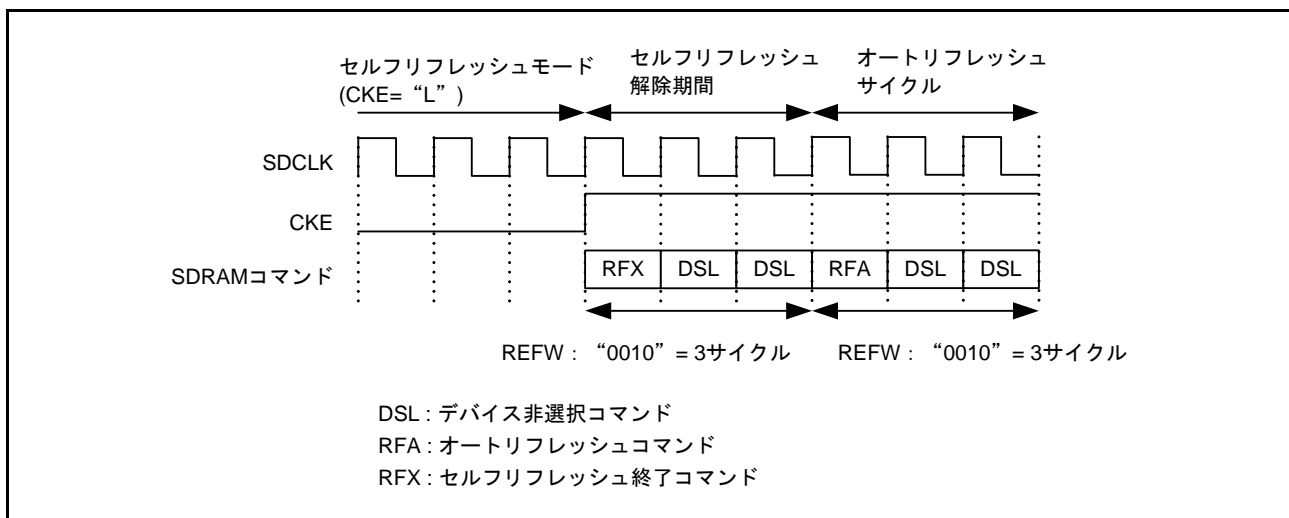 セルフリフレッシュモード
(CKE= “L” )
セルフリフレッシュ
解除期間
オートリフレッシュ
サイクル
SDCLK
CKE
SDRAMコマンド
RFX DSL DSL RFA DSL DSL
REFW : “0010” = 3サイクル REFW : “0010” = 3サイクル
DSL : デバイス非選択コマンド
RFA : オートリフレッシュコマンド
RFX : セルフリフレッシュ終了コマンド